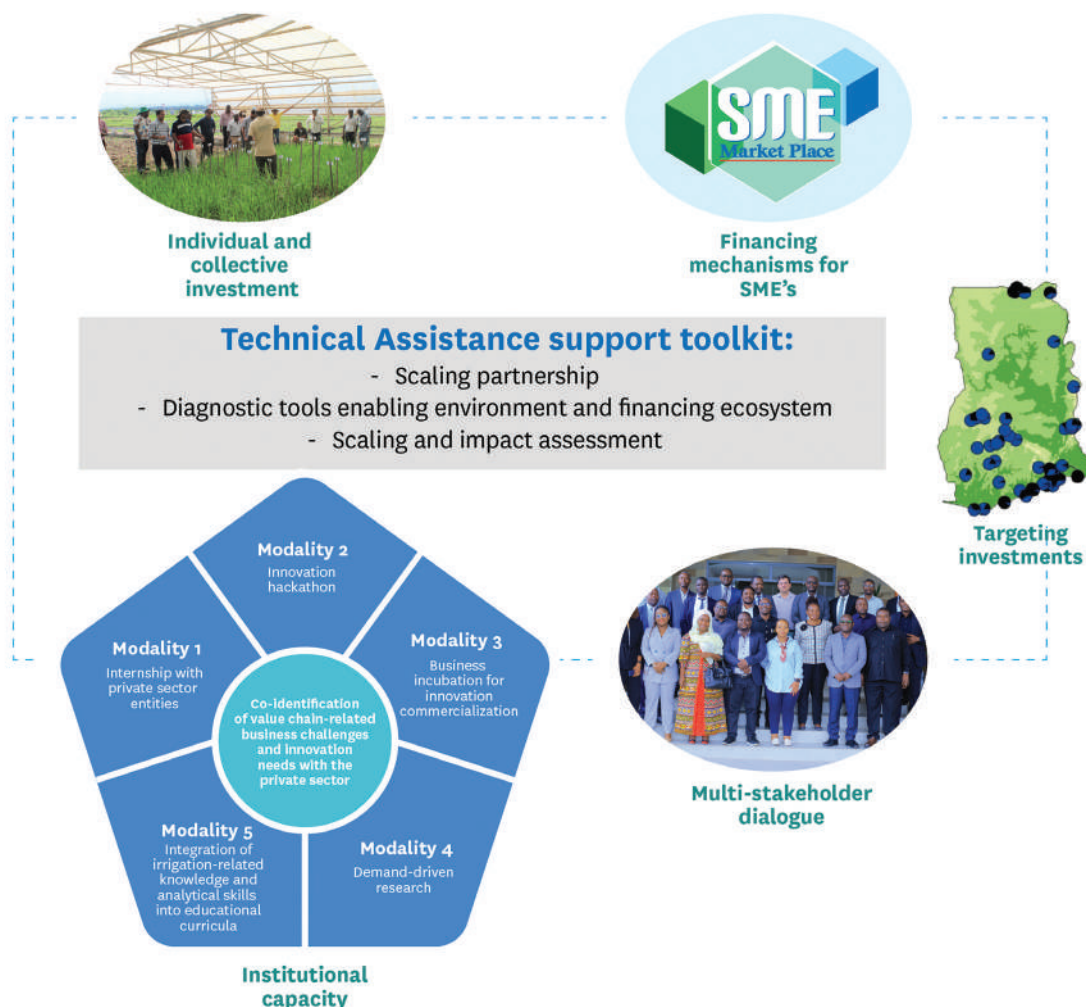 SME
Market Place
Individual and
collective
investment
Financing
mechanisms for
SME's
Technical Assistance support toolkit:
- Scaling partnership
- Diagnostic tools enabling environment and financing ecosystem
- Scaling and impact assessment
Targeting
investments
Modality 2
Innovation
hackathon
Modality 1
Internship with
private sector
entities
Modality 3
Business
incubation for
innovation
commercialization
Co-identification
of value chain-related
business challenges
and innovation
needs with the
private sector
Modality 5
Integration of
irrigation-related
knowledge and
analytical skills
into educational
curricula
Modality 4
Demand-driven
research
Multi-stakeholder
dialogue
Institutional
capacity